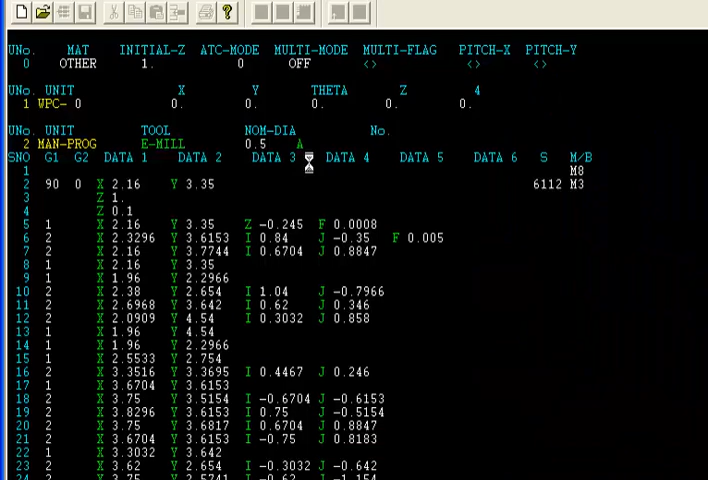 UNo. MAT INITIAL-Z ATC-MODE MULTI-MODE MULTI-FLAG PITCH-X PITCH-Y
0 OTHER 1. 0 OFF <> <> <>
UNo. UNIT X Y THETA Z 4
1 WPC- 0 0. 0. 0. 0. 0.
UNo. UNIT TOOL NOM-DIA No.
2 MAN-PROG E-MILL 0.5 A
SNO G1 G2 DATA 1 DATA 2 DATA 3 DATA 4 DATA 5 DATA 6 S M/B
1 M8
2 90 0 X 2.16 Y 3.35 6112 M3
3 Z 1.
4 Z 0.1
5 1 X 2.16 Y 3.35 Z -0.245 F 0.0008
6 2 X 2.3296 Y 3.6153 I 0.84 J -0.35 F 0.005
7 2 X 2.16 Y 3.7744 I 0.6704 J 0.8847
8 1 X 2.16 Y 3.35
9 1 X 1.96 Y 2.2966
10 2 X 2.38 Y 2.654 I 1.04 J -0.7966
11 2 X 2.6968 Y 3.642 I 0.62 J 0.346
12 2 X 2.0909 Y 4.54 I 0.3032 J 0.858
13 1 X 1.96 Y 4.54
14 1 X 1.96 Y 2.2966
15 1 X 2.5533 Y 2.754
16 2 X 3.3516 Y 3.3695 I 0.4467 J 0.246
17 1 X 3.6704 Y 3.6153
18 2 X 3.75 Y 3.5154 I -0.6704 J -0.6153
19 2 X 3.8296 Y 3.6153 I 0.75 J -0.5154
20 2 X 3.75 Y 3.6817 I 0.6704 J 0.8847
21 2 X 3.6704 Y 3.6153 I -0.75 J 0.8183
22 1 X 3.3032 Y 3.642
23 2 X 3.62 Y 2.654 I -0.3032 J -0.642
24 2 X 3.75 Y 2.5741 I -0.62 J -1.154